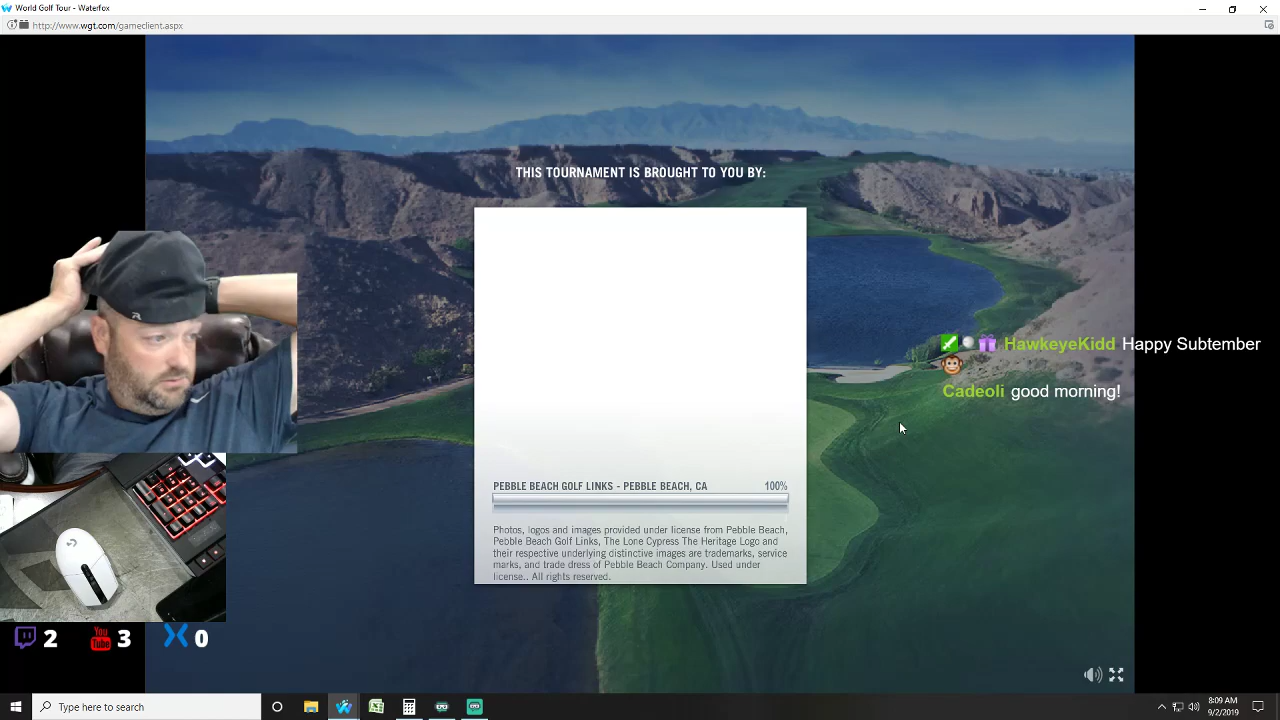 World Golf Tour - Waterfox
http://www.wgt.com/gameclient.aspx
THIS TOURNAMENT IS BROUGHT TO YOU BY:
HawkeyeKidd Happy Subtember
Cadeoli good morning!
PEBBLE BEACH GOLF LINKS - PEBBLE BEACH, CA 100%
Photos, logos and images provided under license from Pebble Beach,
Pebble Beach Golf Links, The Lone Cypress The Heritage Logo and
their respective underlying distinctive images are trademarks, service
marks, and trade dress of Pebble Beach Company. Used under
license.. All rights reserved.
2 You Tube 3 0
Type here to search
8:09 AM
9/2/2019